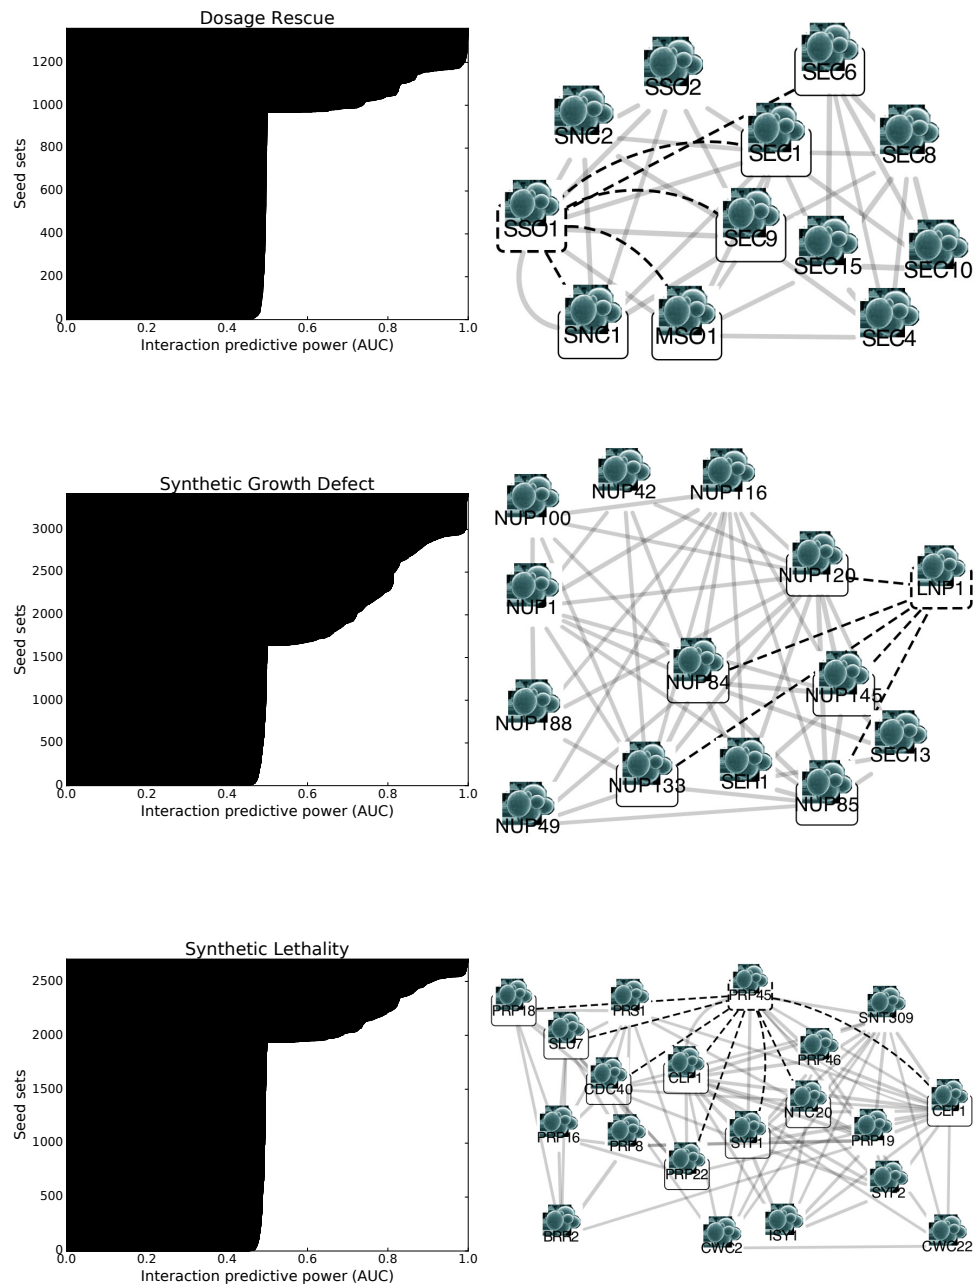 Dosage Rescue
1200
1000
800
600
400
200
0
Seed sets
0.0 0.2 0.4 0.6 0.8 1.0
Interaction predictive power (AUC)
SEC6
SSO2
SNC2
SEC1
SEC8
SSO1
SEC9
SEC15
SEC10
SNC1
MSO1
SEC4
Synthetic Growth Defect
3000
2500
2000
1500
1000
500
0
Seed sets
0.0 0.2 0.4 0.6 0.8 1.0
Interaction predictive power (AUC)
NUP42
NUP116
NUP100
NUP120
LNP1
NUP1
NUP84
NUP145
NUP188
SEC13
NUP133
SEH1
NUP85
NUP49
Synthetic Lethality
2500
2000
1500
1000
500
0
Seed sets
0.0 0.2 0.4 0.6 0.8 1.0
Interaction predictive power (AUC)
PRP45
PRP18
SNT309
SLU7
PRP46
CLF1
CDC40
CEF1
NTC20
PRP16
PRP8
SYF1
PRP19
PRP22
SYF2
BRR2
ISY1
CWC2
CWC22